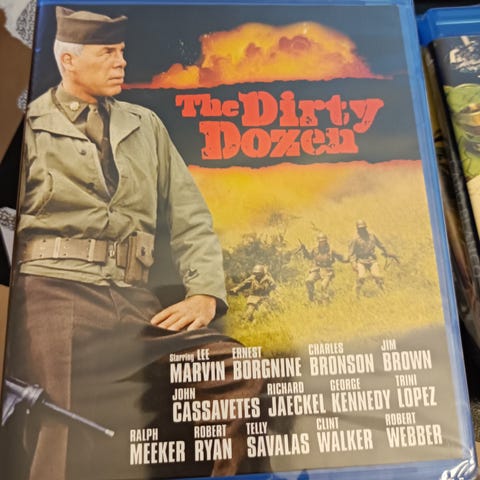 The Dirty
Dozen
Starring LEE MARVIN ERNEST BORGNINE CHARLES BRONSON JIM BROWN
JOHN CASSAVETES RICHARD JAECKEL GEORGE KENNEDY TRINI LOPEZ
RALPH MEEKER ROBERT RYAN TELLY SAVALAS CLINT WALKER ROBERT WEBBER